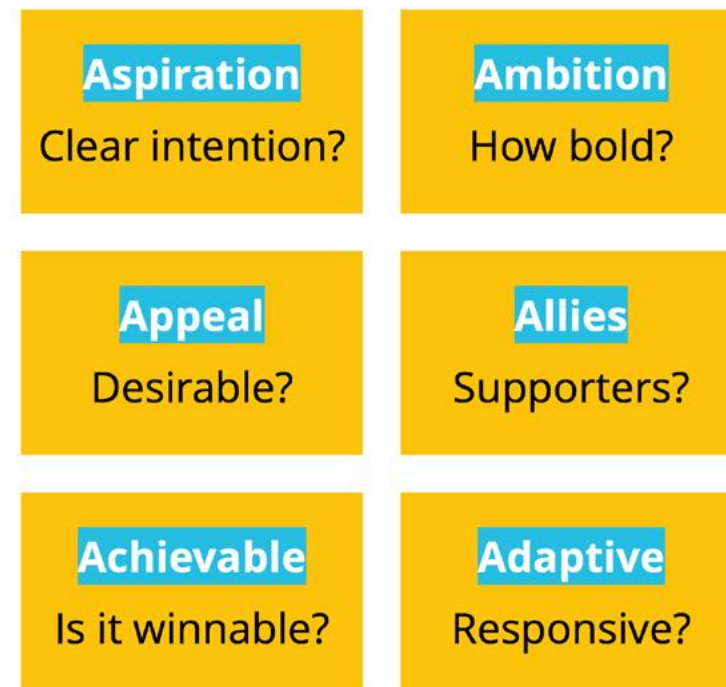 Aspiration
Clear intention?
Ambition
How bold?
Appeal
Desirable?
Allies
Supporters?
Achievable
Is it winnable?
Adaptive
Responsive?